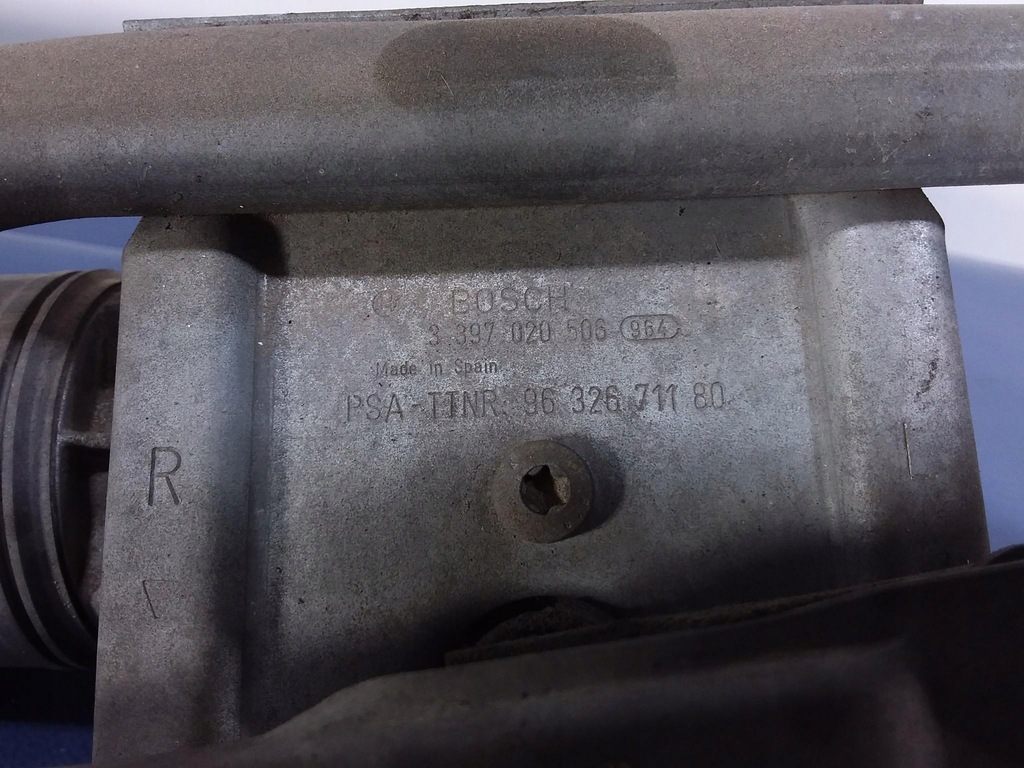 BOSCH
3 397 020 506 964
Made in Spain
PSA-TTNR. 96 326 711 80
R
L